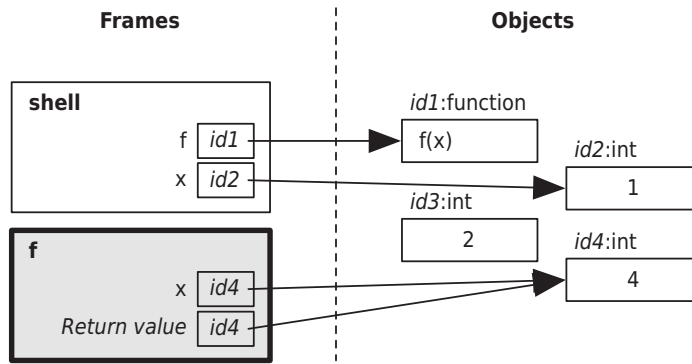 Frames
Objects
shell
f id1
x id2
f
x id4
Return value id4
id1:function
f(x)
id2:int
1
id3:int
2
id4:int
4